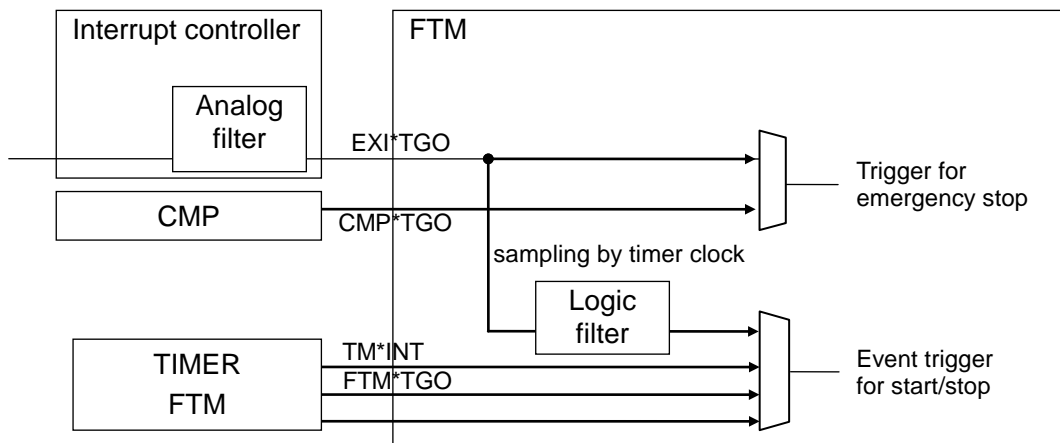 Interrupt controller
FTM
Analog
filter
EXI*TGO
Trigger for
emergency stop
CMP
CMP*TGO
sampling by timer clock
Logic
filter
TM*INT
TIMER
FTM*TGO
FTM
Event trigger
for start/stop